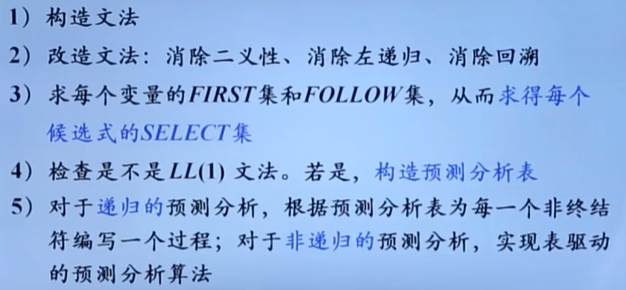 1）构造文法
2）改造文法：消除二义性、消除左递归、消除回溯
3）求每个变量的FIRST集和FOLLOW集，从而求得每个
候选式的SELECT集
4）检查是不是LL(1) 文法。若是，构造预测分析表
5）对于递归的预测分析，根据预测分析表为每一个非终结
符编写一个过程；对于非递归的预测分析，实现表驱动
的预测分析算法